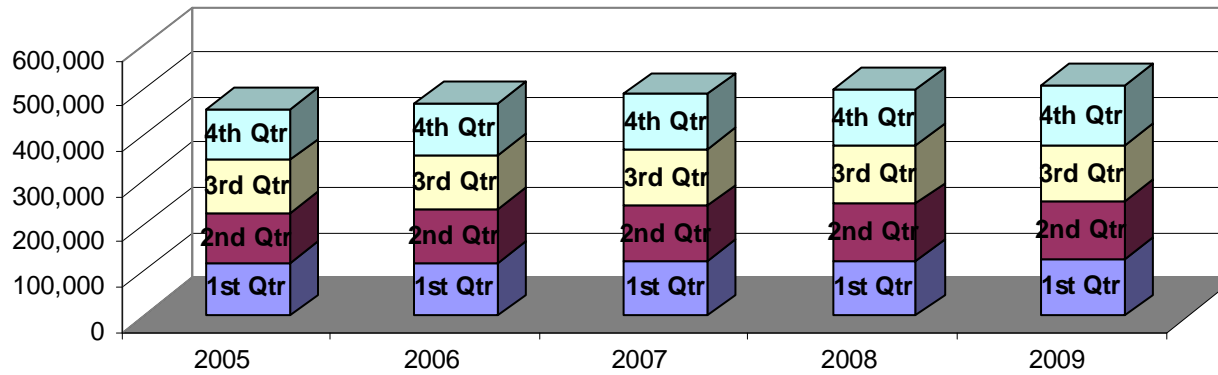 600,000
500,000
400,000
300,000
200,000
100,000
0
4th Qtr 4th Qtr 4th Qtr 4th Qtr 4th Qtr
3rd Qtr 3rd Qtr 3rd Qtr 3rd Qtr 3rd Qtr
2nd Qtr 2nd Qtr 2nd Qtr 2nd Qtr 2nd Qtr
1st Qtr 1st Qtr 1st Qtr 1st Qtr 1st Qtr
2005 2006 2007 2008 2009